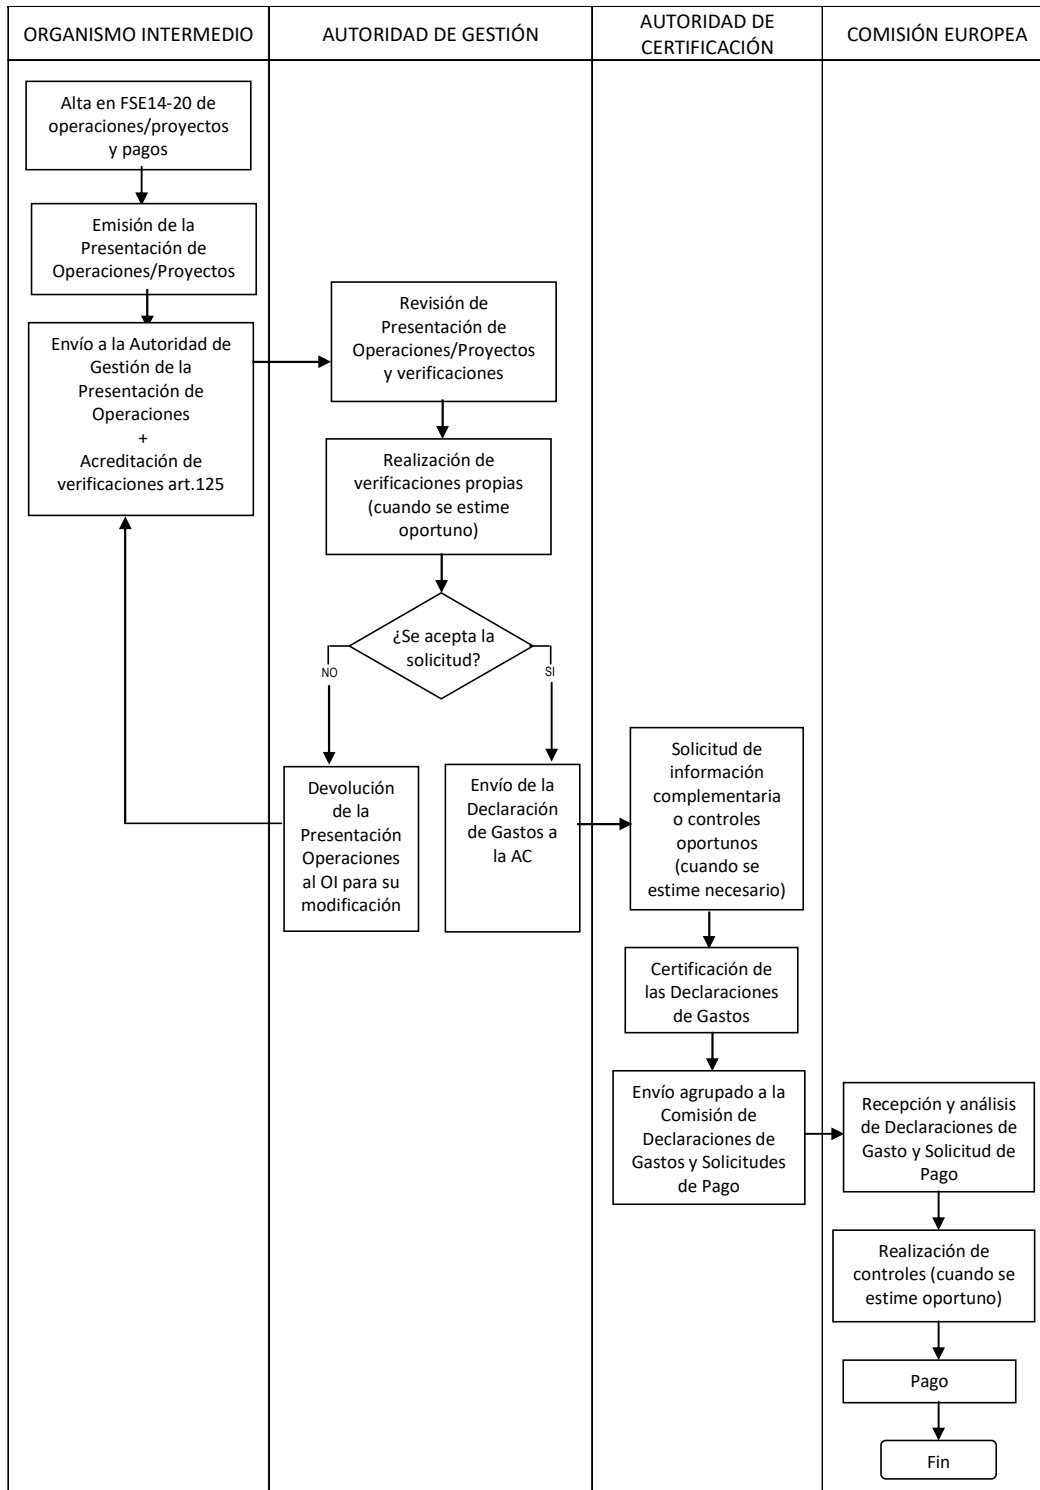 ORGANISMO INTERMEDIO
AUTORIDAD DE GESTIÓN
AUTORIDAD DE
CERTIFICACIÓN
COMISIÓN EUROPEA
Alta en FSE14-20 de
operaciones/proyectos
y pagos
Emisión de la
Presentación de
Operaciones/Proyectos
Envío a la Autoridad de
Gestión de la
Presentación de
Operaciones
+
Acreditación de
verificaciones art.125
Revisión de
Presentación de
Operaciones/Proyectos
y verificaciones
Realización de
verificaciones propias
(cuando se estime
oportuno)
¿Se acepta la
solicitud?
NO
SI
Devolución
de la
Presentación
Operaciones
al OI para su
modificación
Envío de la
Declaración
de Gastos a
la AC
Solicitud de
información
complementaria
o controles
oportunos
(cuando se
estime necesario)
Certificación de
las Declaraciones
de Gastos
Envío agrupado a la
Comisión de
Declaraciones de
Gastos y Solicitudes
de Pago
Recepción y análisis
de Declaraciones de
Gasto y Solicitud de
Pago
Realización de
controles (cuando se
estime oportuno)
Pago
Fin